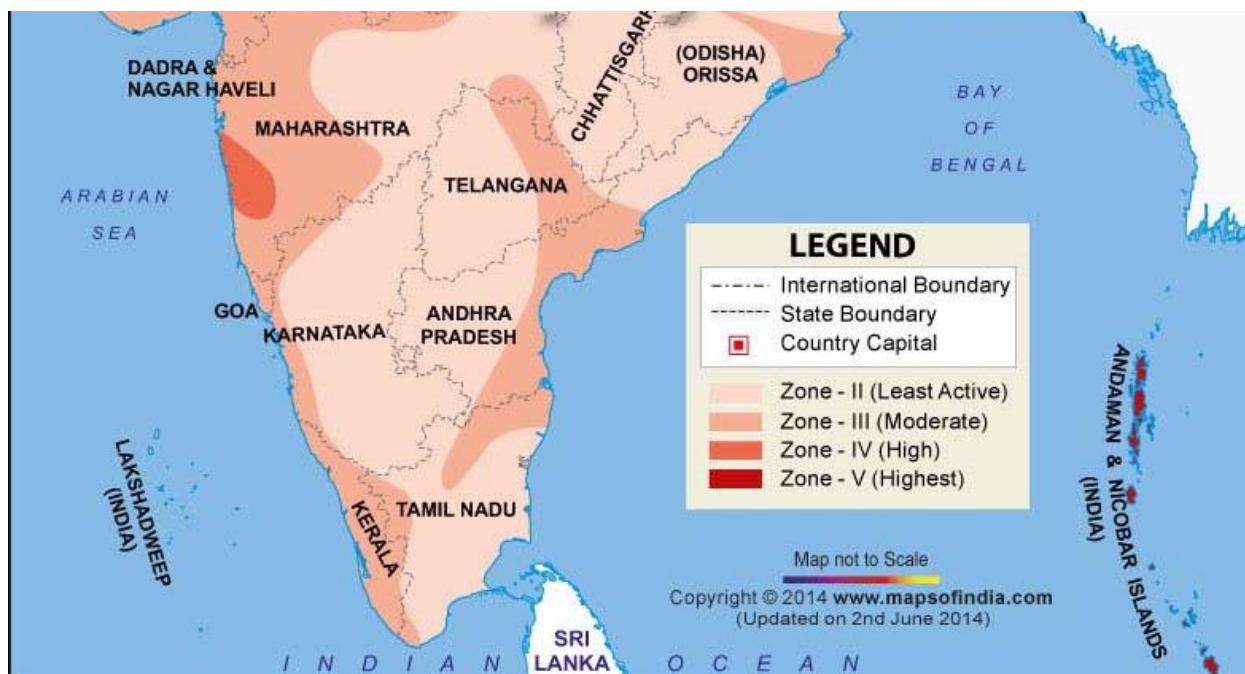 DADRA &
NAGAR HAVELI
MAHARASHTRA
CHHATTISGARH
(ODISHA)
ORISSA
BAY
OF
BENGAL
ARABIAN
SEA
TELANGANA
GOA
KARNATAKA
ANDHRA
PRADESH
LEGEND
International Boundary
State Boundary
Country Capital
Zone - II (Least Active)
Zone - III (Moderate)
Zone - IV (High)
Zone - V (Highest)
LAKSHADWEEP
(INDIA)
KERALA
TAMIL NADU
ANDAMAN & NICOBAR ISLANDS
(INDIA)
Map not to Scale
Copyright © 2014 www.mapsofindia.com
(Updated on 2nd June 2014)
SRI
LANKA
INDIAN OCEAN